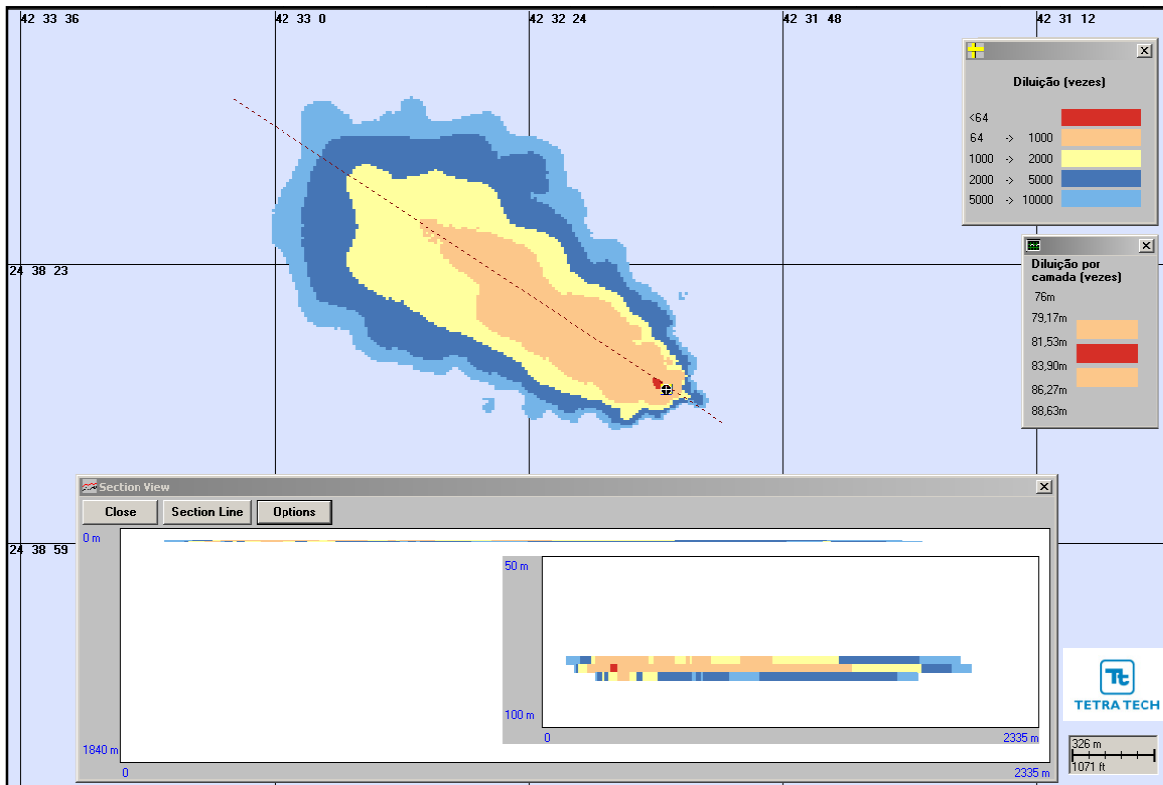 42 33 36
42 33 0
42 32 24
42 31 48
42 31 12
Diluição (vezes)
<64
64 -> 1000
1000 -> 2000
2000 -> 5000
5000 -> 10000
24 38 23
Diluição por
camada (vezes)
76m
79,17m
81,53m
83,90m
86,27m
88,63m
Section View
Close
Section Line
Options
24 38 59
0 m
50 m
100 m
0
2335 m
1840 m
0
2335 m
Tt
TETRA TECH
326 m
1071 ft